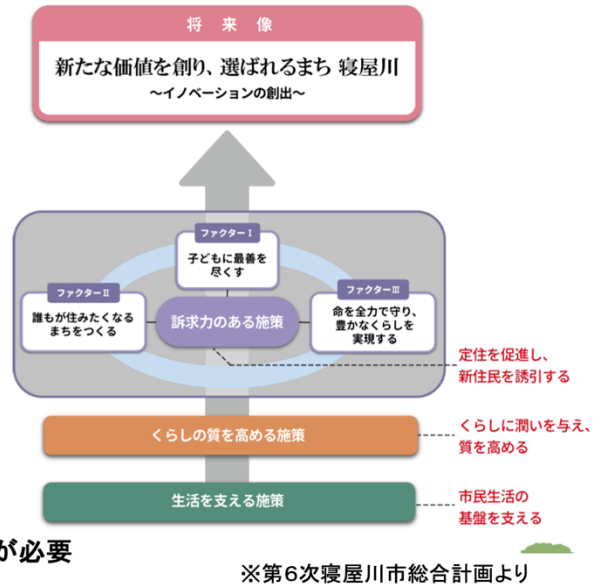 将来像
新たな価値を創り、選ばれるまち 寝屋川
～イノベーションの創出～
ファクターⅠ
子どもに最善を
尽くす
ファクターⅡ
誰もが住みたくなる
まちをつくる
訴求力のある施策
ファクターⅢ
命を全力で守り、
豊かなくらしを
実現する
定住を促進し、
新住民を誘引する
くらしの質を高める施策
くらしに潤いを与え、
質を高める
生活を支える施策
市民生活の
基盤を支える
が必要
※第6次寝屋川市総合計画より